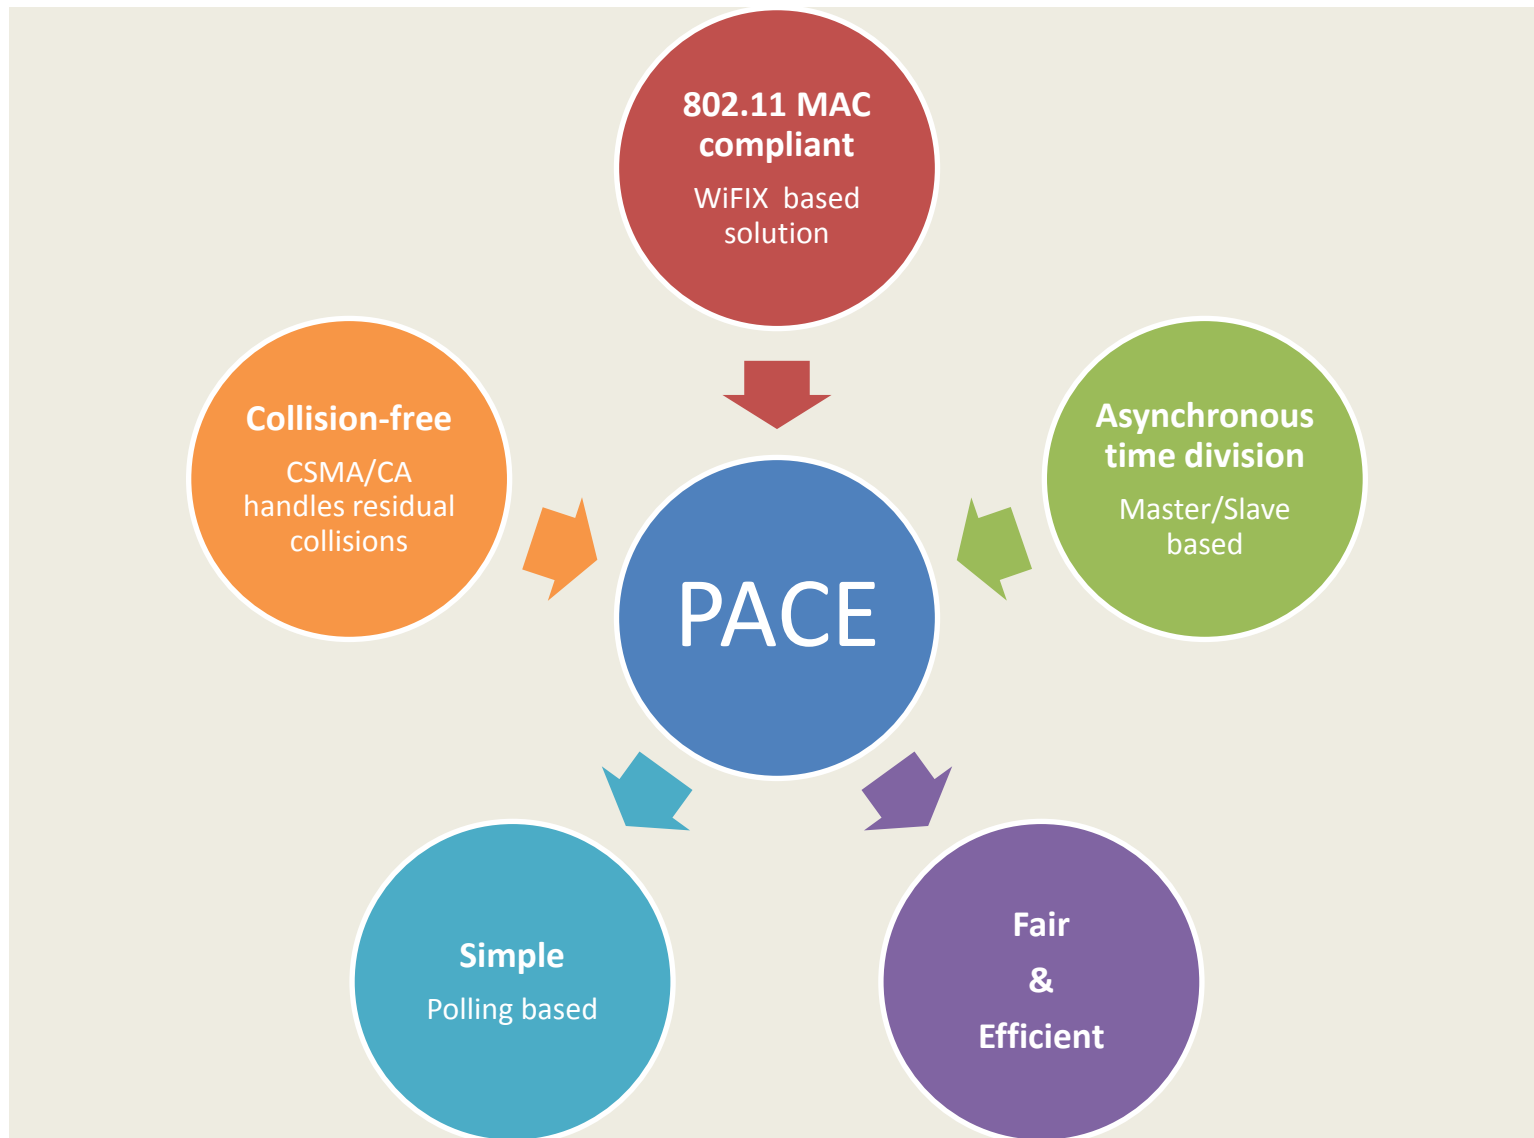 802.11 MAC
compliant
WiFIX based
solution
Collision-free
CSMA/CA
handles residual
collisions
Asynchronous
time division
Master/Slave
based
PACE
Simple
Polling based
Fair
&
Efficient